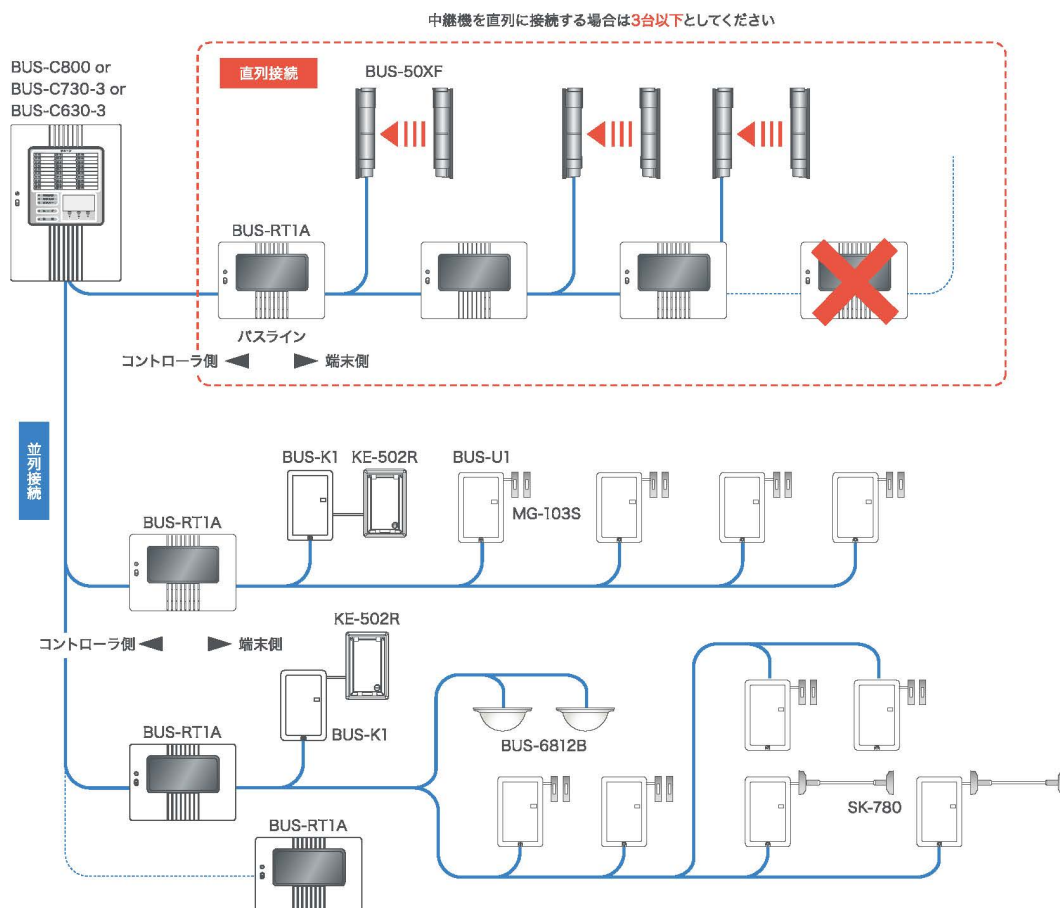 中継機を直列に接続する場合は3台以下としてください
BUS-C800 or
BUS-C730-3 or
BUS-C630-3
直列接続
BUS-50XF
BUS-RT1A
バスライン
コントローラ側
端末側
並列接続
BUS-K1
KE-502R
BUS-U1
MG-103S
BUS-RT1A
コントローラ側
端末側
KE-502R
BUS-K1
BUS-RT1A
BUS-6812B
SK-780
BUS-RT1A